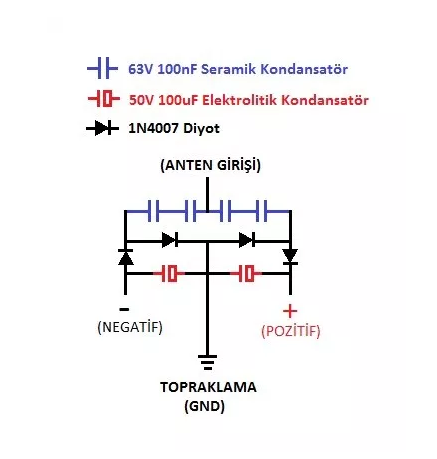 63V 100nF Seramik Kondansatör
50V 100uF Elektrolitik Kondansatör
1N4007 Diyot
(ANTEN GİRİŞİ)
- +
(NEGATİF) (POZİTİF)
TOPRAKLAMA
(GND)